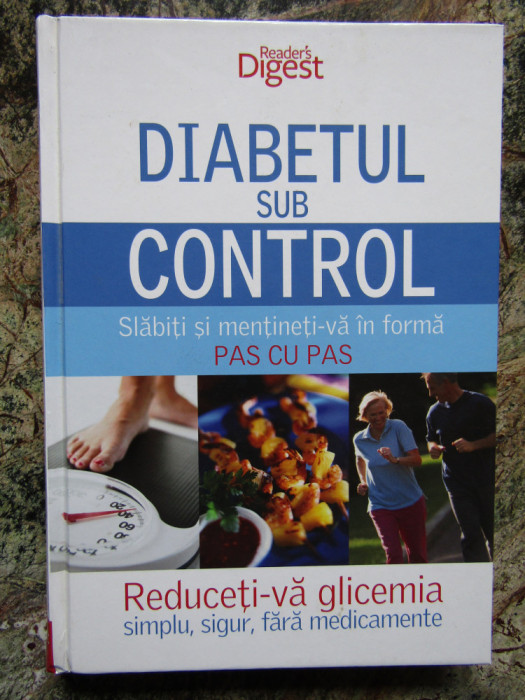 Reader's
Digest
DIABETUL
SUB
CONTROL
Slăbiți și mențineți-vă în formă
PAS CU PAS
Reduceți-vă glicemia
simplu, sigur, fără medicamente